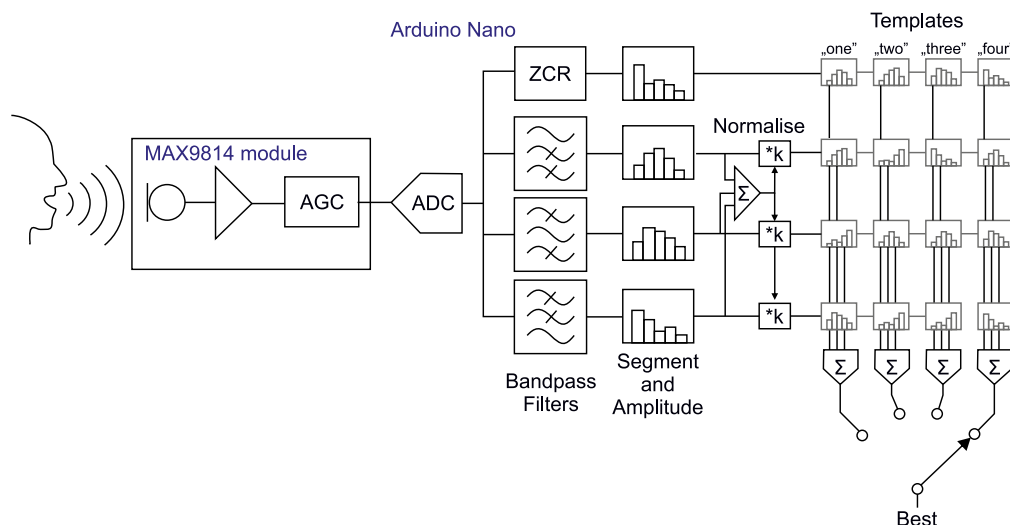 Templates
Arduino Nano
„one” „two” „three” „four”
ZCR
Normalise
MAX9814 module
*k
AGC
ADC
Σ
*k
*k
Segment
and
Amplitude
Bandpass
Filters
Σ Σ Σ Σ
Best